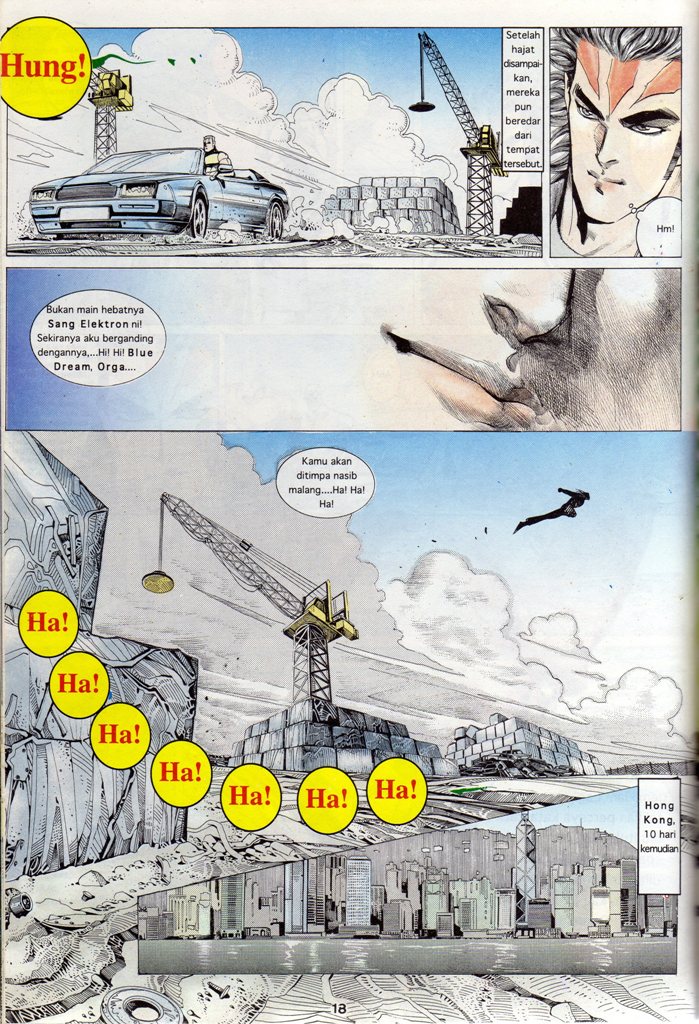 Hung!
Setelah
hajat
disampai-
kan,
mereka
pun
beredar
dari
tempat
tersebut.
Hm!
Bukan main hebatnya
Sang Elektron ni!
Sekiranya aku berganding
dengannya,...Hi! Hi! Blue
Dream, Orga....
Kamu akan
ditimpa nasib
malang....Ha! Ha!
Ha!
Ha!
Ha!
Ha!
Ha!
Ha!
Ha!
Ha!
Hong
Kong,
10 hari
kemudian
18